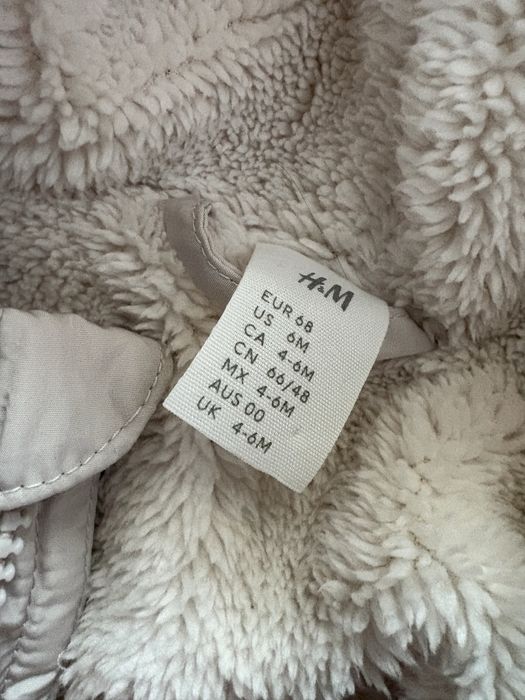 H&M
EUR 68
US 6M
CA 4-6M
CN 66/48
MX 4-6M
AUS 00
UK 4-6M